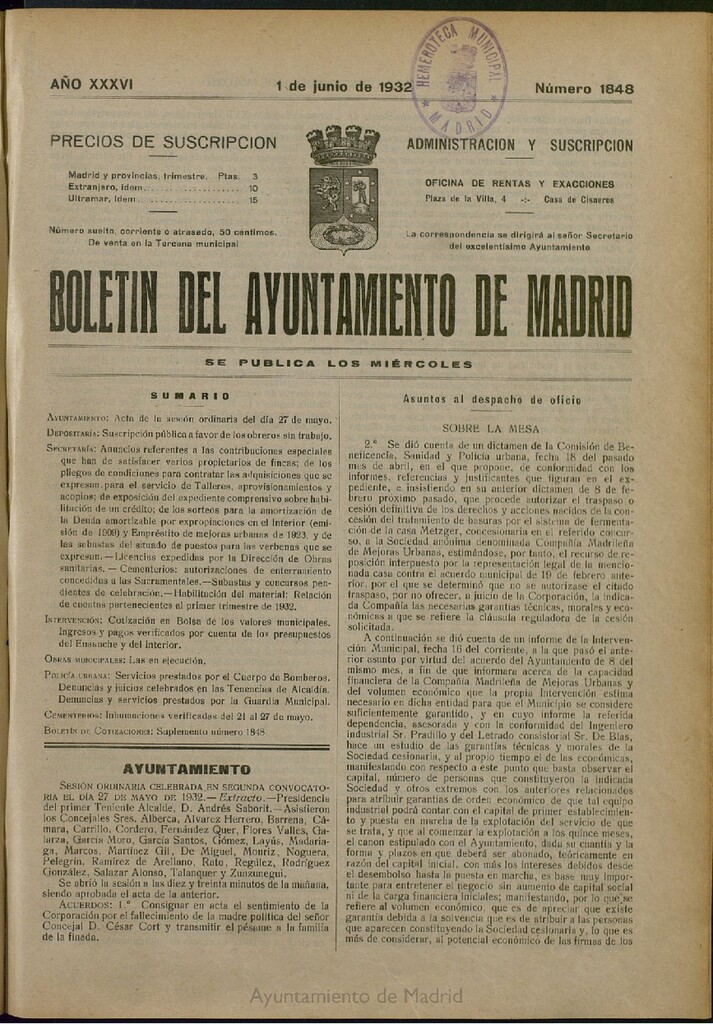 AÑO XXXVI
1 de junio de 1932
Número 1848
HEMEROTECA MUNICIPAL
MADRID
PRECIOS DE SUSCRIPCION
Madrid y provincias, trimestre. Ptas. 3
Extranjero, ídem.................... 10
Ultramar, ídem..................... 15
Número suelto, corriente o atrasado, 50 céntimos.
De venta en la Tercena municipal
ADMINISTRACION Y SUSCRIPCION
OFICINA DE RENTAS Y EXACCIONES
Plaza de la Villa, 4 -:- Casa de Cisneros
La correspondencia se dirigirá al señor Secretario
del excelentísimo Ayuntamiento
BOLETIN DEL AYUNTAMIENTO DE MADRID
SE PUBLICA LOS MIÉRCOLES
SUMARIO
AYUNTAMIENTO: Acta de la sesión ordinaria del día 27 de mayo.
DEPOSITARÍA: Suscripción pública a favor de los obreros sin trabajo.
SECRETARÍA: Anuncios referentes a las contribuciones especiales
que han de satisfacer varios propietarios de fincas; de los
pliegos de condiciones para contratar las adquisiciones que se
expresan para el servicio de Talleres, aprovisionamientos y
acopios; de exposición del expediente comprensivo sobre habi-
litación de un crédito; de los sorteos para la amortización de
la Deuda amortizable por expropiaciones en el Interior (emi-
sión de 1909) y Empréstito de mejoras urbanas de 1923, y de
las subastas del situado de puestos para las verbenas que se
expresan.—Licencias expedidas por la Dirección de Obras
sanitarias.—Cementerios: autorizaciones de enterramiento
concedidas a las Sacramentales.—Subastas y concursos pen-
dientes de celebración.—Habilitación del material: Relación
de cuentas pertenecientes al primer trimestre de 1932.
INTERVENCIÓN: Cotización en Bolsa de los valores municipales.
Ingresos y pagos verificados por cuenta de los presupuestos
del Ensanche y del Interior.
OBRAS MUNICIPALES: Las en ejecución.
POLICÍA URBANA: Servicios prestados por el Cuerpo de Bomberos.
Denuncias y juicios celebrados en las Tenencias de Alcaldía.
Denuncias y servicios prestados por la Guardia Municipal.
CEMENTERIOS: Inhumaciones verificadas del 21 al 27 de mayo.
BOLETÍN DE COTIZACIONES: Suplemento número 1848
AYUNTAMIENTO
SESIÓN ORDINARIA CELEBRADA EN SEGUNDA CONVOCATO-
RIA EL DÍA 27 DE MAYO DE 1932.—Extracto.—Presidencia
del primer Teniente Alcalde, D. Andrés Saborit.—Asistieron
los Concejales Sres. Alberca, Alvarez Herrero, Barrena, Cá-
mara, Carrillo, Cordero, Fernández Quer, Flores Valles, Ga-
larza, García Moro, García Santos, Gómez, Layús, Madaria-
ga, Marcos, Martínez Gil, De Miguel, Mouriz, Noguera,
Pelegrín, Ramírez de Arellano, Rato, Regúlez, Rodríguez
González, Salazar Alonso, Talanquer y Zunzunegui.
Se abrió la sesión a las diez y treinta minutos de la mañana,
siendo aprobada el acta de la anterior.
ACUERDOS: 1.º Consignar en acta el sentimiento de la
Corporación por el fallecimiento de la madre política del señor
Concejal D. César Cort y transmitir el pésame a la familia
de la finada.
Asuntos al despacho de oficio
SOBRE LA MESA
2.º Se dió cuenta de un dictamen de la Comisión de Be-
neficencia, Sanidad y Policía urbana, fecha 18 del pasado
mes de abril, en el que propone, de conformidad con los
informes, referencias y justificantes que figuran en el ex-
pediente, e insistiendo en su anterior dictamen de 8 de fe-
brero próximo pasado, que procede autorizar el traspaso o
cesión definitiva de los derechos y acciones nacidos de la con-
cesión del tratamiento de basuras por el sistema de fermenta-
ción de la casa Metzger, concesionaria en el referido concur-
so, a la Sociedad anónima denominada Compañía Madrileña
de Mejoras Urbanas, estimándose, por tanto, el recurso de re-
posición interpuesto por la representación legal de la mencio-
nada casa contra el acuerdo municipal de 19 de febrero ante-
rior, por el que se determinó que no se autorizase el citado
traspaso, por no ofrecer, a juicio de la Corporación, la indica-
da Compañía las necesarias garantías técnicas, morales y eco-
nómicas a que se refiere la cláusula reguladora de la cesión
solicitada.
A continuación se dió cuenta de un informe de la Interven-
ción Municipal, fecha 16 del corriente, a la que pasó el ante-
rior asunto por virtud del acuerdo del Ayuntamiento de 8 del
mismo mes, a fin de que informara acerca de la capacidad
financiera de la Compañía Madrileña de Mejoras Urbanas y
del volumen económico que la propia Intervención estima
necesario en dicha entidad para que el Municipio se considere
suficientemente garantido, y en cuyo informe la referida
dependencia, asesorada y con la conformidad del Ingeniero
industrial Sr. Pradillo y del Letrado consistorial Sr. De Blas,
hace un estudio de las garantías técnicas y morales de la
Sociedad cesionaria, y al propio tiempo el de las económicas,
manifestando con respecto a este punto que basta observar el
capital, número de personas que constituyeron la indicada
Sociedad y otros extremos con los anteriores relacionados
para atribuir garantías de orden económico de que tal equipo
industrial podrá contar con el capital de primer establecimien-
to y puesta en marcha de la explotación del servicio de que
se trata, y que al comenzar la explotación a los quince meses,
el canon estipulado con el Ayuntamiento, dada su cuantía y la
forma y plazos en que deberá ser abonado, teóricamente en
razón del capital inicial, con más los intereses debidos desde
el desembolso hasta la puesta en marcha, es base muy impor-
tante para entretener el negocio sin aumento de capital social
ni de la carga financiera iniciales; manifestando, por lo que se
refiere al volumen económico, que es de apreciar que existe
garantía debida a la solvencia que es de atribuir a las personas
que aparecen constituyendo la Sociedad cesionaria y, lo que es
más de considerar, al potencial económico de las firmas de los
Ayuntamiento de Madrid